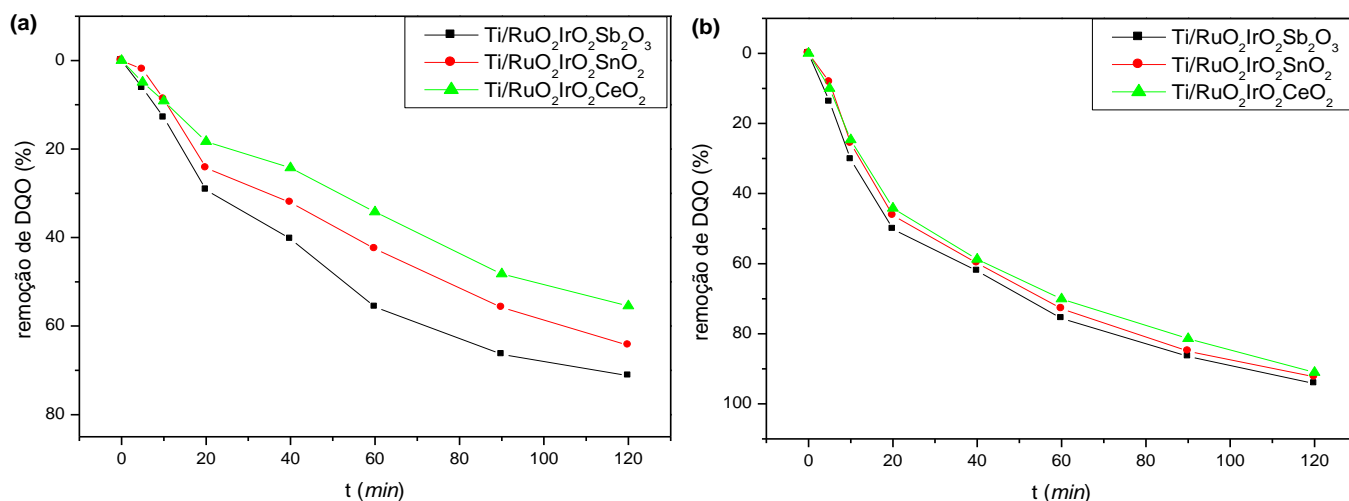 (a)
Ti/RuO₂IrO₂Sb₂O₃
Ti/RuO₂IrO₂SnO₂
Ti/RuO₂IrO₂CeO₂
remoção de DQO (%)
0
20
40
60
80
0 20 40 60 80 100 120
t (min)
(b)
Ti/RuO₂IrO₂Sb₂O₃
Ti/RuO₂IrO₂SnO₂
Ti/RuO₂IrO₂CeO₂
remoção de DQO (%)
0
20
40
60
80
100
0 20 40 60 80 100 120
t (min)